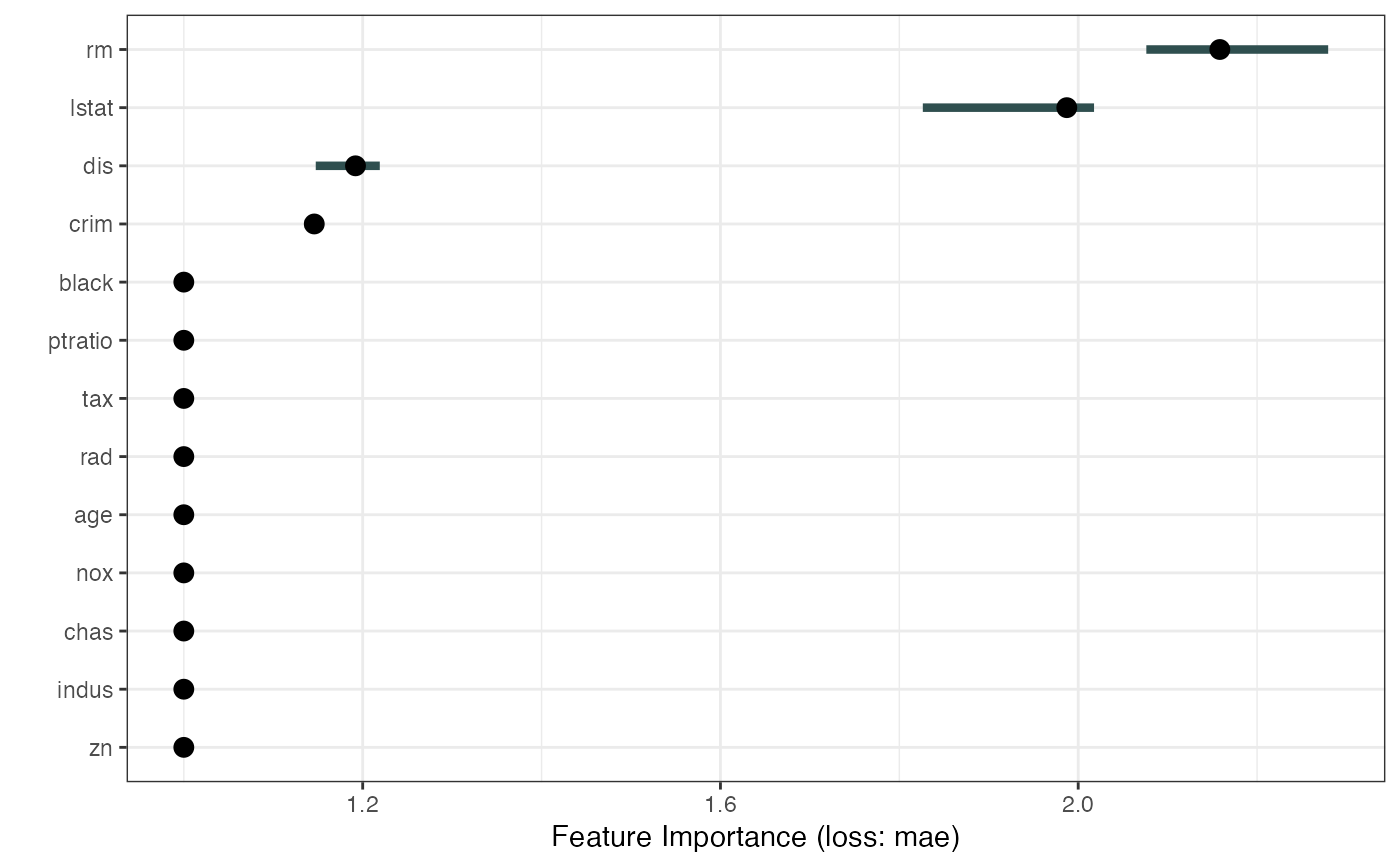 rm
lstat
dis
crim
black
ptratio
tax
rad
age
nox
chas
indus
zn
1.2 1.6 2.0
Feature Importance (loss: mae)